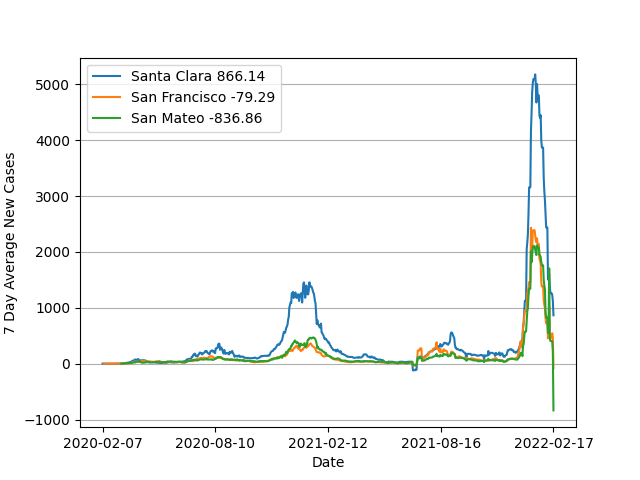 Santa Clara 866.14
San Francisco -79.29
San Mateo -836.86
7 Day Average New Cases
5000
4000
3000
2000
1000
0
−1000
2020-02-07 2020-08-10 2021-02-12 2021-08-16 2022-02-17
Date